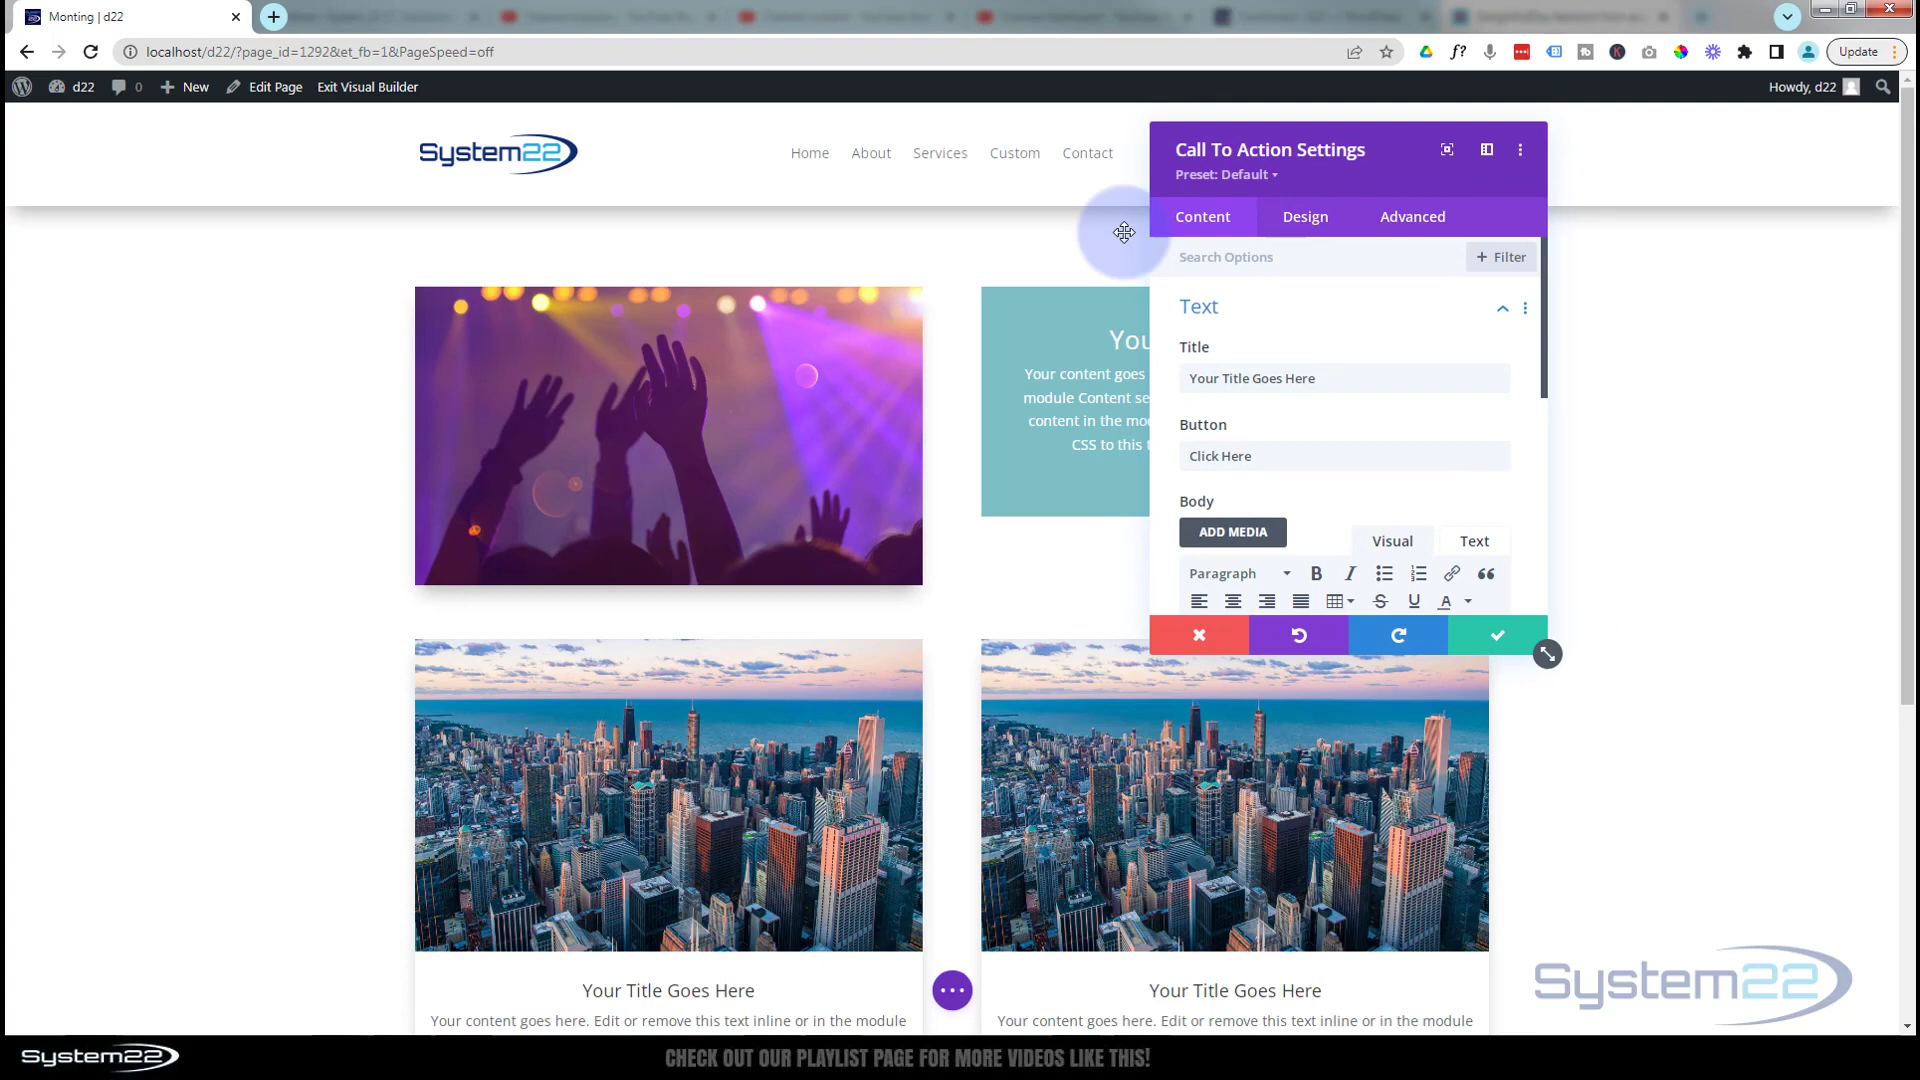 Monting | d22
localhost/d22/?page_id=1292&et_fb=1&PageSpeed=off
Update
d22
0
New
Edit Page
Exit Visual Builder
Howdy, d22
System22
Home
About
Services
Custom
Contact
Call To Action Settings
Preset: Default
Content
Design
Advanced
Search Options
+ Filter
Text
Title
Your Title Goes Here
Button
Click Here
Body
ADD MEDIA
Visual
Text
Paragraph
You
Your content goes
module Content se
content in the mo
CSS to this t
Your Title Goes Here
Your content goes here. Edit or remove this text inline or in the module
Your Title Goes Here
Your content goes here. Edit or remove this text inline or in the module
System22
System22
CHECK OUT OUR PLAYLIST PAGE FOR MORE VIDEOS LIKE THIS!